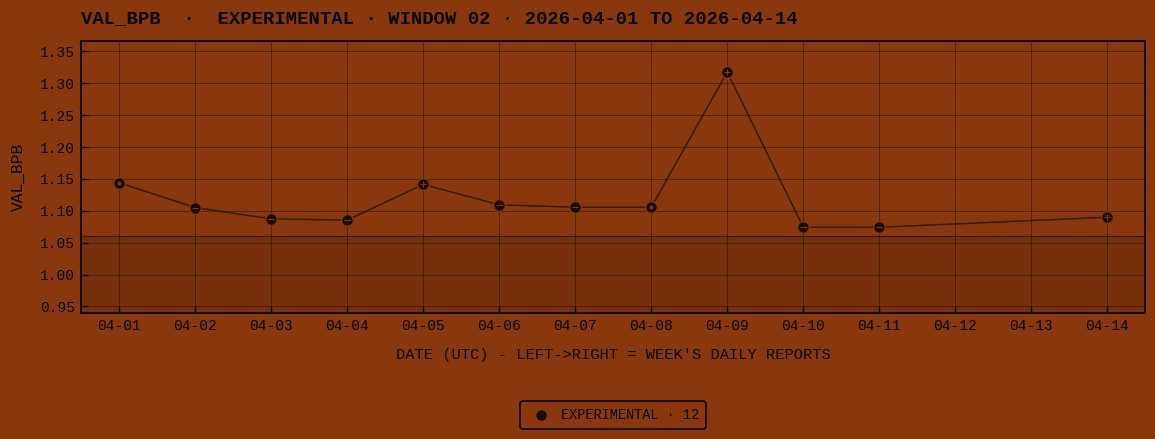 VAL_BPB · EXPERIMENTAL · WINDOW 02 · 2026-04-01 TO 2026-04-14
1.35
1.30
1.25
1.20
1.15
1.10
1.05
1.00
0.95
VAL_BPB
04-01 04-02 04-03 04-04 04-05 04-06 04-07 04-08 04-09 04-10 04-11 04-12 04-13 04-14
DATE (UTC) - LEFT->RIGHT = WEEK'S DAILY REPORTS
EXPERIMENTAL · 12